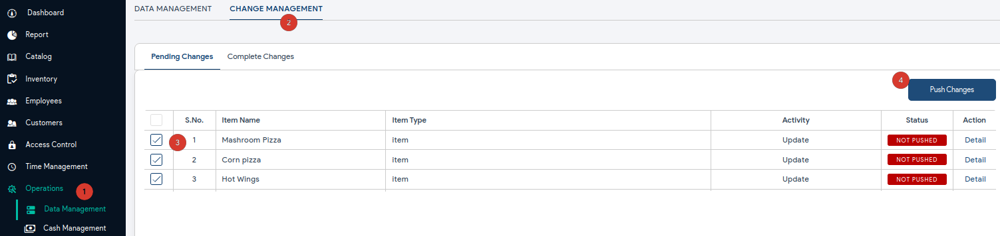 Dashboard
Report
Catalog
Inventory
Employees
Customers
Access Control
Time Management
Operations 1
Data Management
Cash Management
DATA MANAGEMENT CHANGE MANAGEMENT
2
Pending Changes Complete Changes
4 Push Changes
S.No. Item Name Item Type Activity Status Action
3 1 Mashroom Pizza item Update NOT PUSHED Detail
2 Corn pizza item Update NOT PUSHED Detail
3 Hot Wings item Update NOT PUSHED Detail